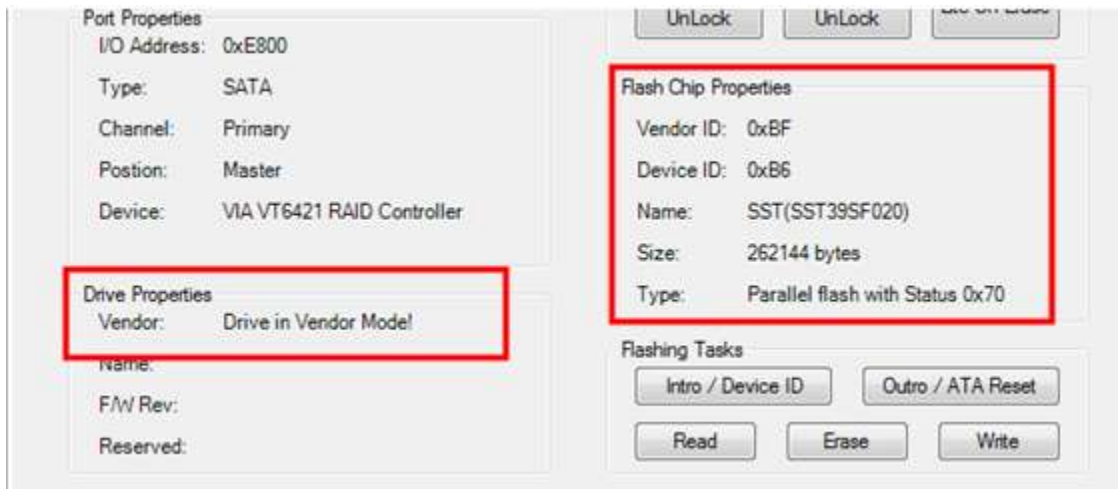 Port Properties
I/O Address: 0xE800
Type: SATA
Channel: Primary
Postion: Master
Device: VIA VT6421 RAID Controller
Drive Properties
Vendor: Drive in Vendor Mode!
Name:
F/W Rev:
Reserved:
UnLock UnLock
Flash Chip Properties
Vendor ID: 0xBF
Device ID: 0xB6
Name: SST(SST39SF020)
Size: 262144 bytes
Type: Parallel flash with Status 0x70
Flashing Tasks
Intro / Device ID Outro / ATA Reset
Read Erase Write